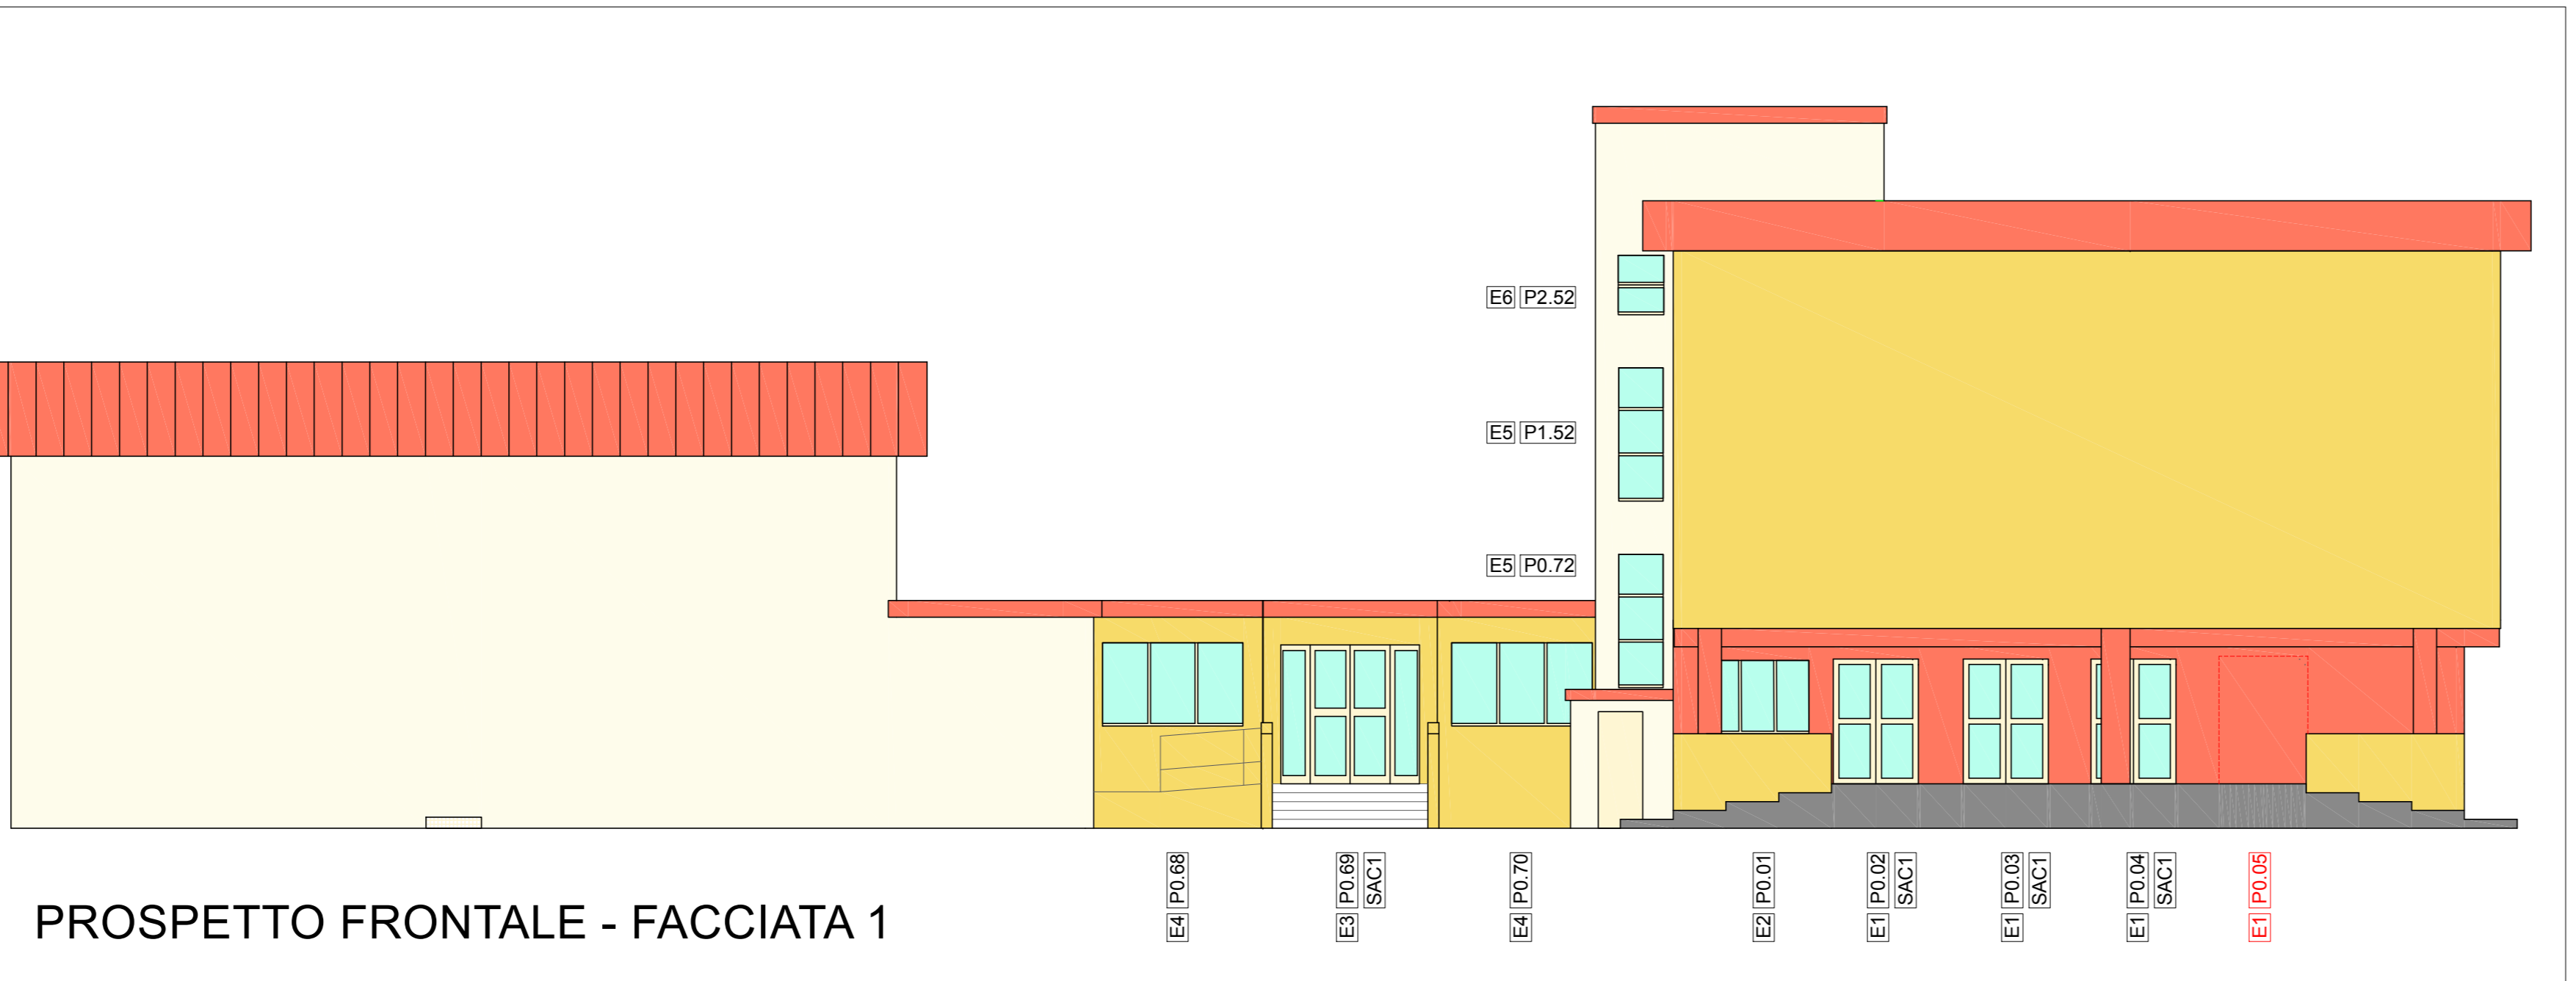 E6 P2.52
E5 P1.52
E5 P0.72
E4 P0.68
E3 P0.69
SAC1
E4 P0.70
E2 P0.01
E1 P0.02
SAC1
E1 P0.03
SAC1
E1 P0.04
SAC1
E1 P0.05
PROSPETTO FRONTALE - FACCIATA 1